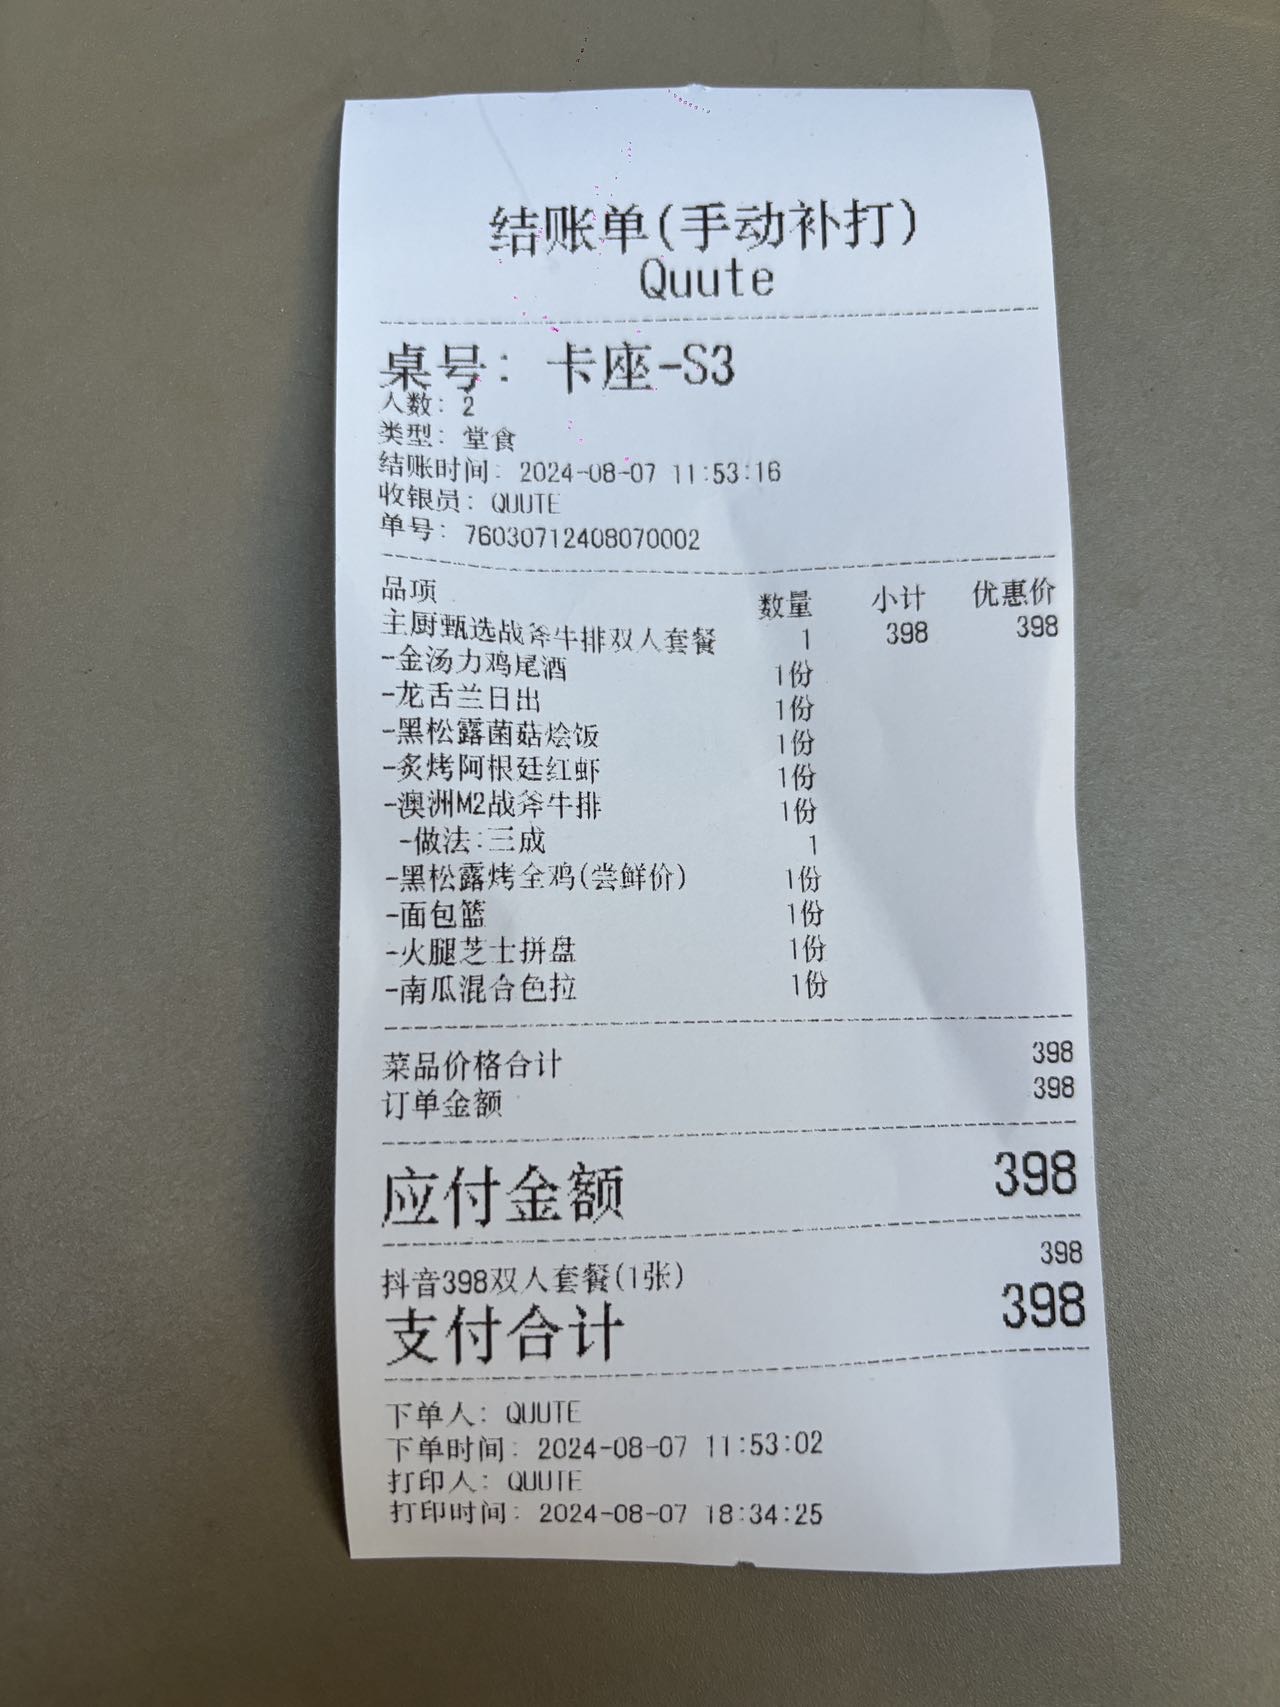 结账单(手动补打)
Quute
桌号: 卡座-S3
人数: 2
类型: 堂食
结账时间: 2024-08-07 11:53:16
收银员: QUUTE
单号: 76030712408070002
品项 数量 小计 优惠价
主厨甄选战斧牛排双人套餐 1 398 398
-金汤力鸡尾酒 1份
-龙舌兰日出 1份
-黑松露菌菇烩饭 1份
-炙烤阿根廷红虾 1份
-澳洲M2战斧牛排 1份
-做法:三成 1
-黑松露烤全鸡(尝鲜价) 1份
-面包篮 1份
-火腿芝士拼盘 1份
-南瓜混合色拉 1份
菜品价格合计 398
订单金额 398
应付金额 398
抖音398双人套餐(1张) 398
支付合计 398
下单人: QUUTE
下单时间: 2024-08-07 11:53:02
打印人: QUUTE
打印时间: 2024-08-07 18:34:25